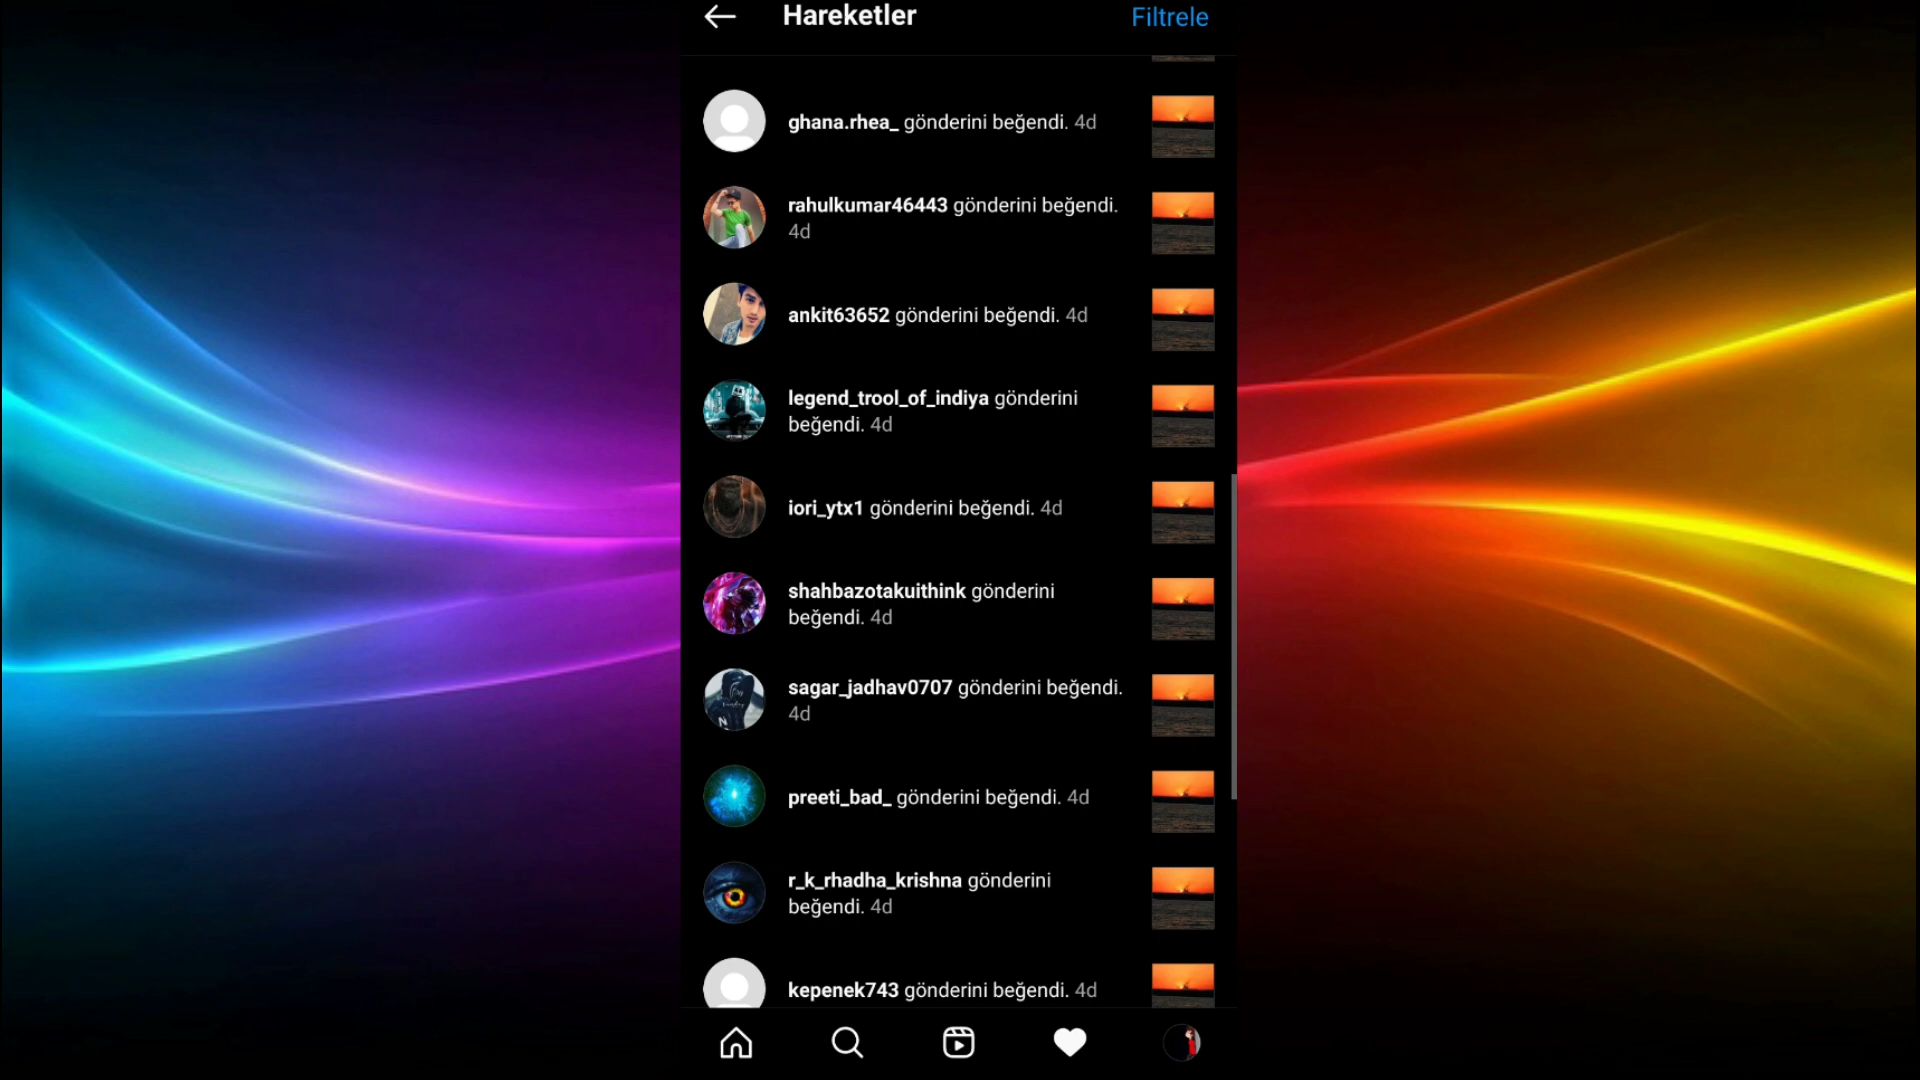 Hareketler
Filtrele
ghana.rhea_ gönderini beğendi. 4d
rahulkumar46443 gönderini beğendi.
4d
ankit63652 gönderini beğendi. 4d
legend_trool_of_indiya gönderini
beğendi. 4d
iori_ytx1 gönderini beğendi. 4d
shahbazotakuithink gönderini
beğendi. 4d
sagar_jadhav0707 gönderini beğendi.
4d
preeti_bad_ gönderini beğendi. 4d
r_k_rhadha_krishna gönderini
beğendi. 4d
kepenek743 gönderini beğendi. 4d